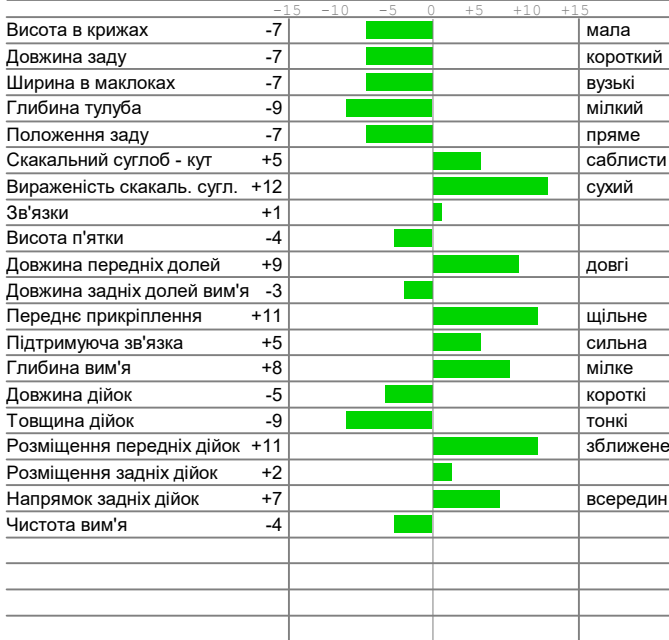 -15 -10 -5 0 +5 +10 +15
Висота в крижах -7 мала
Довжина заду -7 короткий
Ширина в маклоках -7 вузькі
Глибина тулуба -9 мілкий
Положення заду -7 пряме
Скакальний суглоб - кут +5 саблисти
Вираженість скакаль. сугл. +12 сухий
Зв'язки +1
Висота п'ятки -4
Довжина передніх долей +9 довгі
Довжина задніх долей вим'я -3
Переднє прикріплення +11 щільне
Підтримуюча зв'язка +5 сильна
Глибина вим'я +8 мілке
Довжина дійок -5 короткі
Товщина дійок -9 тонкі
Розміщення передніх дійок +11 зближене
Розміщення задніх дійок +2
Напрямок задніх дійок +7 всередин
Чистота вим'я -4